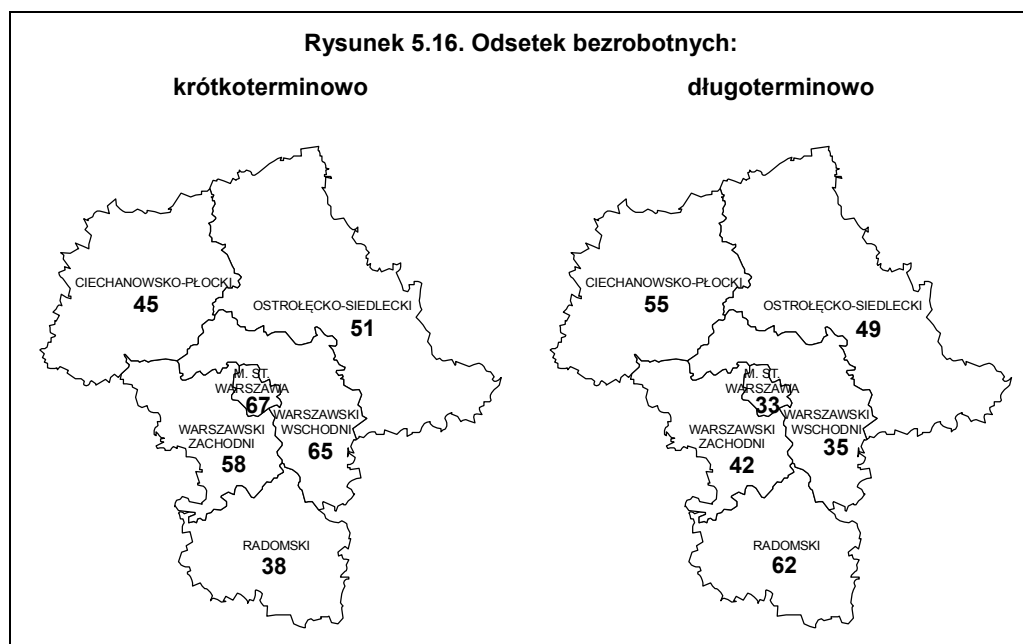 Rysunek 5.16. Odsetek bezrobotnych:
krótkoterminowo
długoterminowo
CIECHANOWSKO-PŁOCKI
45
OSTROŁĘCKO-SIEDLECKI
51
M. ST.
WARSZAWA
67
WARSZAWSKI
WSCHODNI
65
WARSZAWSKI
ZACHODNI
58
RADOMSKI
38
CIECHANOWSKO-PŁOCKI
55
OSTROŁĘCKO-SIEDLECKI
49
M. ST.
WARSZAWA
33
WARSZAWSKI
WSCHODNI
35
WARSZAWSKI
ZACHODNI
42
RADOMSKI
62